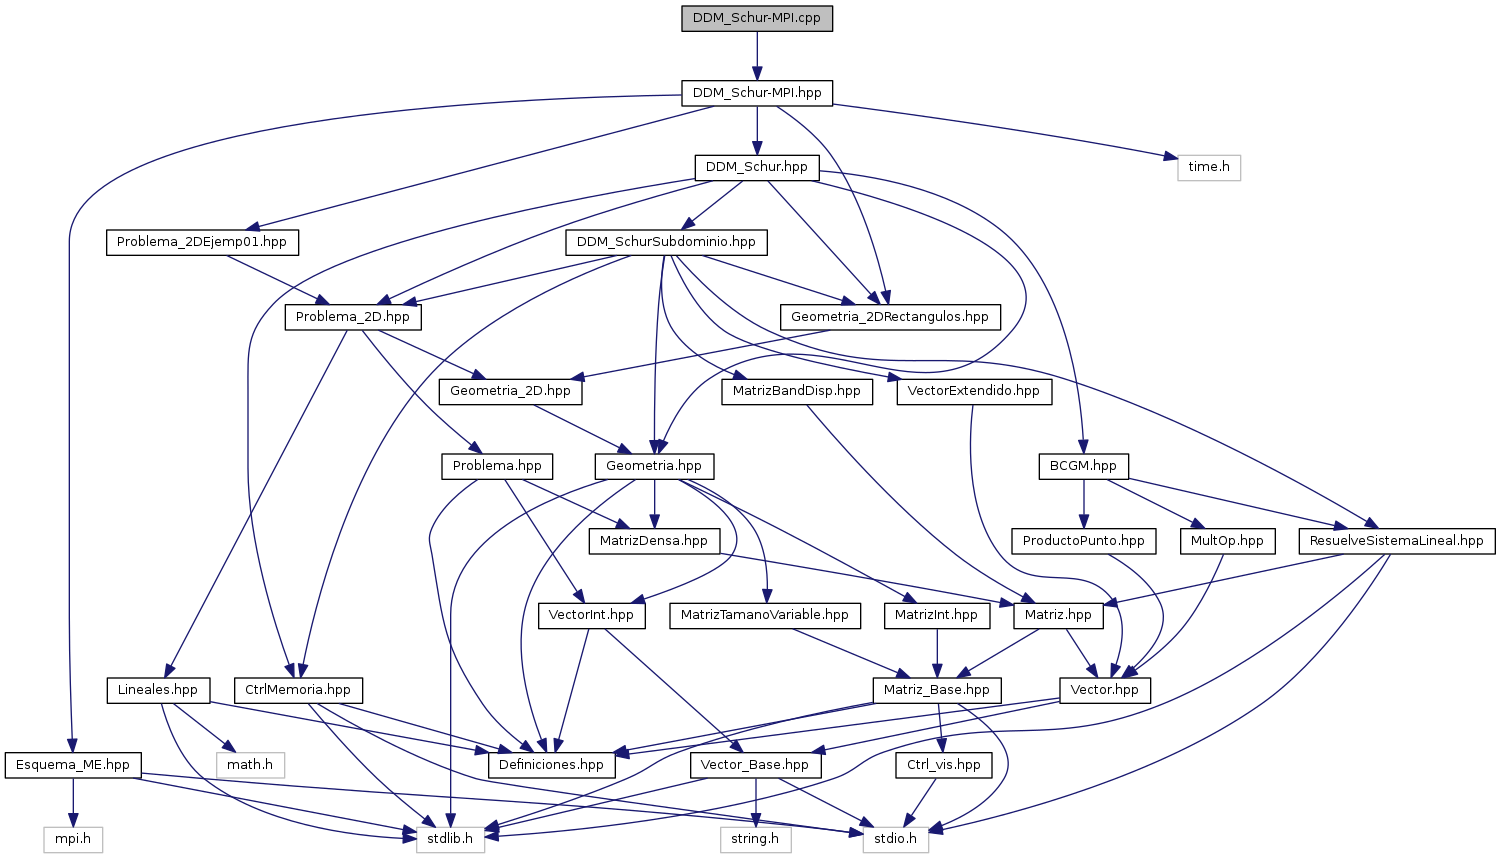 DDM_Schur-MPI.cpp
DDM_Schur-MPI.hpp
DDM_Schur.hpp
time.h
Problema_2DEjemp01.hpp
DDM_SchurSubdominio.hpp
Problema_2D.hpp
Geometria_2DRectangulos.hpp
Geometria_2D.hpp
MatrizBandDisp.hpp
VectorExtendido.hpp
Problema.hpp
Geometria.hpp
BCGM.hpp
MatrizDensa.hpp
ProductoPunto.hpp
MultOp.hpp
ResuelveSistemaLineal.hpp
VectorInt.hpp
MatrizTamanoVariable.hpp
MatrizInt.hpp
Matriz.hpp
Lineales.hpp
CtrlMemoria.hpp
Matriz_Base.hpp
Vector.hpp
Esquema_ME.hpp
math.h
Definiciones.hpp
Vector_Base.hpp
Ctrl_vis.hpp
mpi.h
stdlib.h
string.h
stdio.h